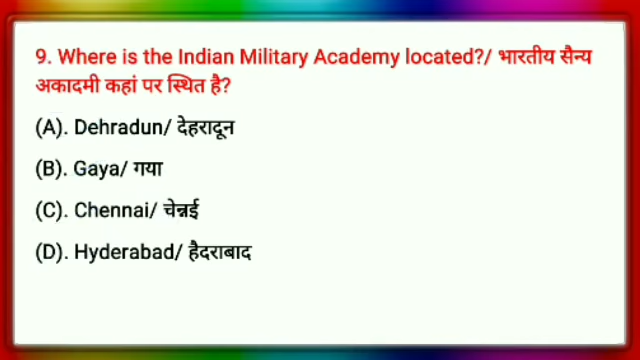 9. Where is the Indian Military Academy located?/ भारतीय सैन्य
अकादमी कहां पर स्थित है?
(A). Dehradun/ देहरादून
(B). Gaya/ गया
(C). Chennai/ चेन्नई
(D). Hyderabad/ हैदराबाद